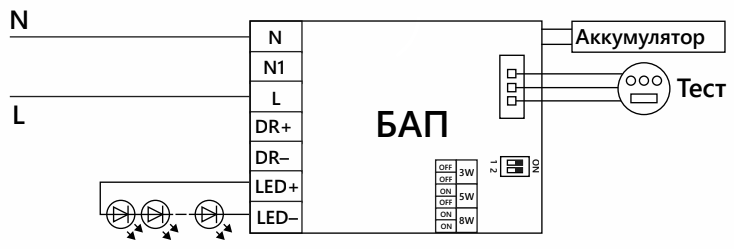 N
L
N
N1
L
DR+
DR–
LED+
LED–
БАП
Аккумулятор
Тест
1 2
ON
OFF
OFF
3W
ON
OFF
5W
ON
ON
8W